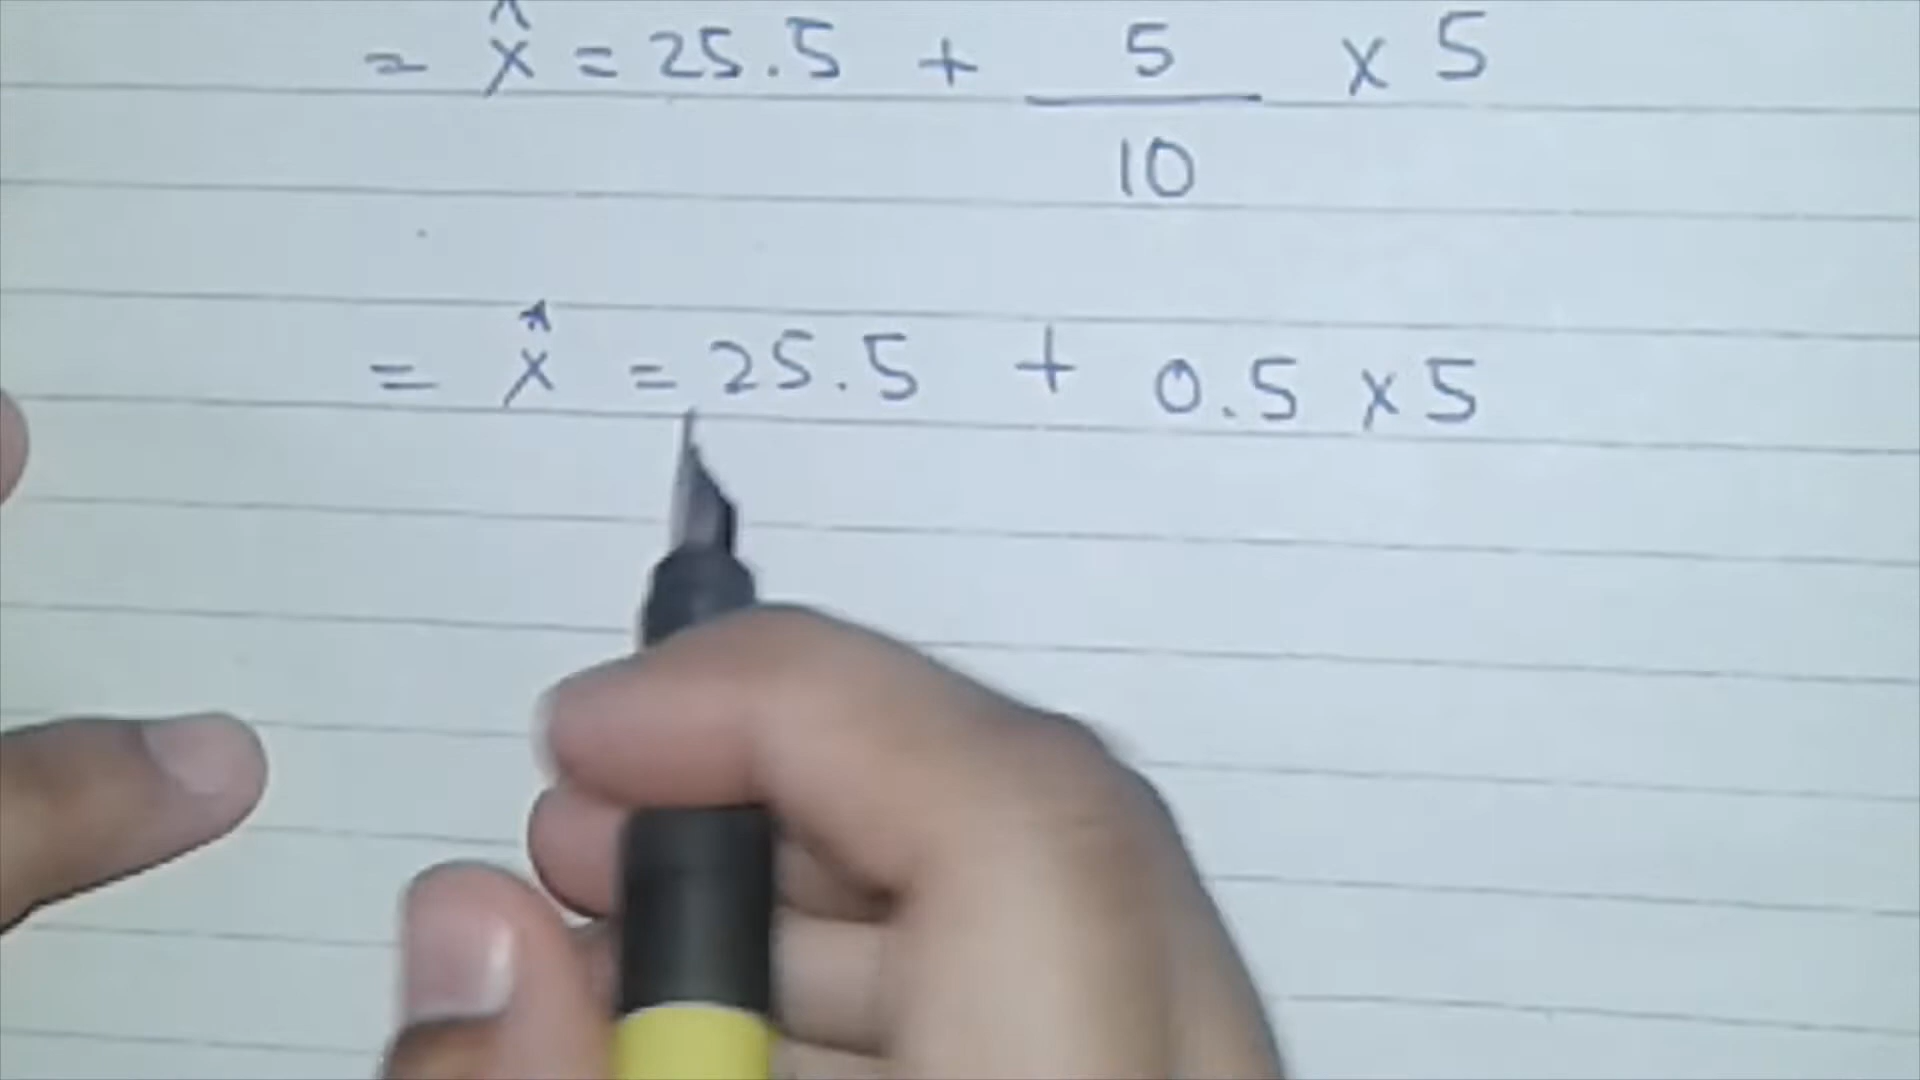 = x̂ = 25.5 + 5 x 5
10
= x̂ = 25.5 + 0.5 x 5